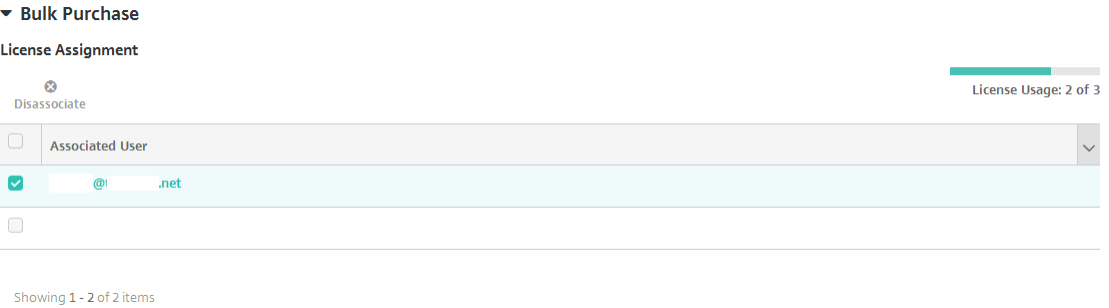 Bulk Purchase
License Assignment
License Usage: 2 of 3
Disassociate
Associated User
@ .net
Showing 1 - 2 of 2 items